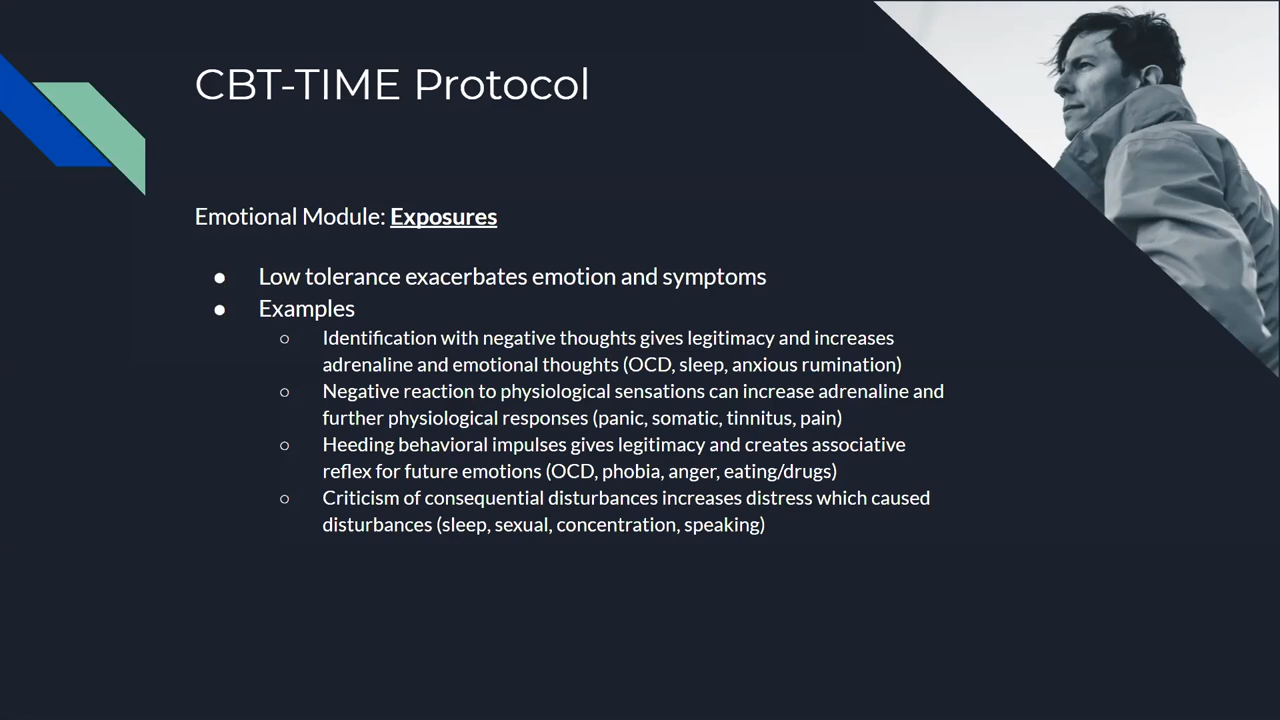 CBT-TIME Protocol
Emotional Module: Exposures
● Low tolerance exacerbates emotion and symptoms
● Examples
○ Identification with negative thoughts gives legitimacy and increases
adrenaline and emotional thoughts (OCD, sleep, anxious rumination)
○ Negative reaction to physiological sensations can increase adrenaline and
further physiological responses (panic, somatic, tinnitus, pain)
○ Heeding behavioral impulses gives legitimacy and creates associative
reflex for future emotions (OCD, phobia, anger, eating/drugs)
○ Criticism of consequential disturbances increases distress which caused
disturbances (sleep, sexual, concentration, speaking)